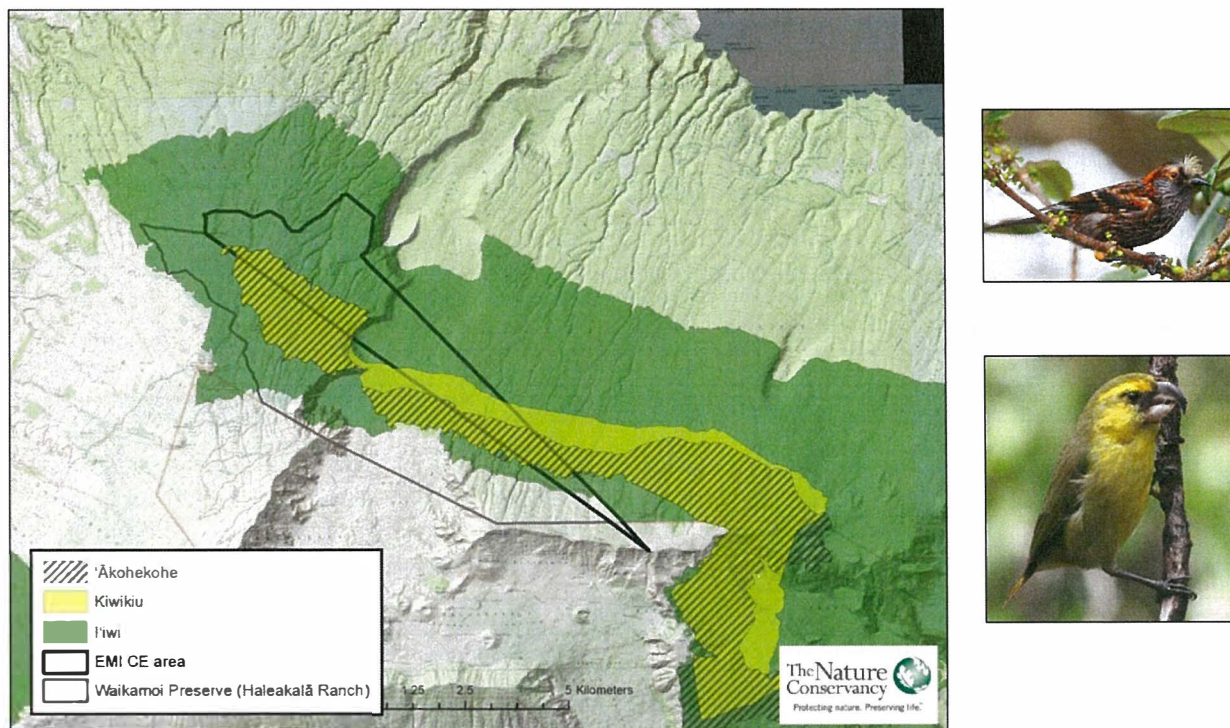 ʻĀkohekohe
Kiwikiu
Iʻiwi
EMI CE area
Waikamoi Preserve (Haleakalā Ranch)
1.25 2.5 5 Kilometers
The Nature
Conservancy
Protecting nature. Preserving life.